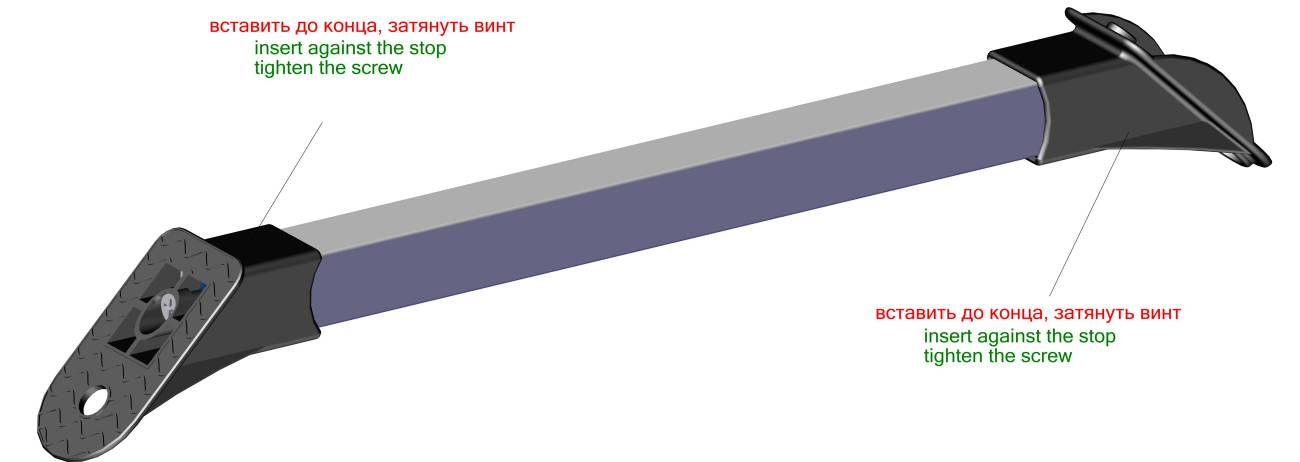 вставить до конца, затянуть винт
insert against the stop
tighten the screw
вставить до конца, затянуть винт
insert against the stop
tighten the screw